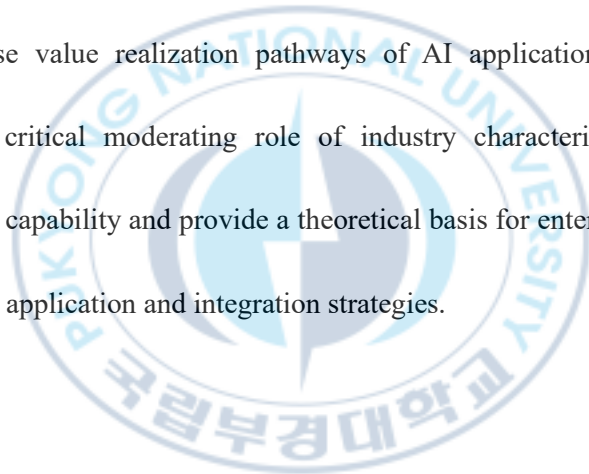 se value realization pathways of AI application
critical moderating role of industry characteri
capability and provide a theoretical basis for enter
application and integration strategies.
PUKYONG NATIONAL UNIVERSITY
국립부경대학교